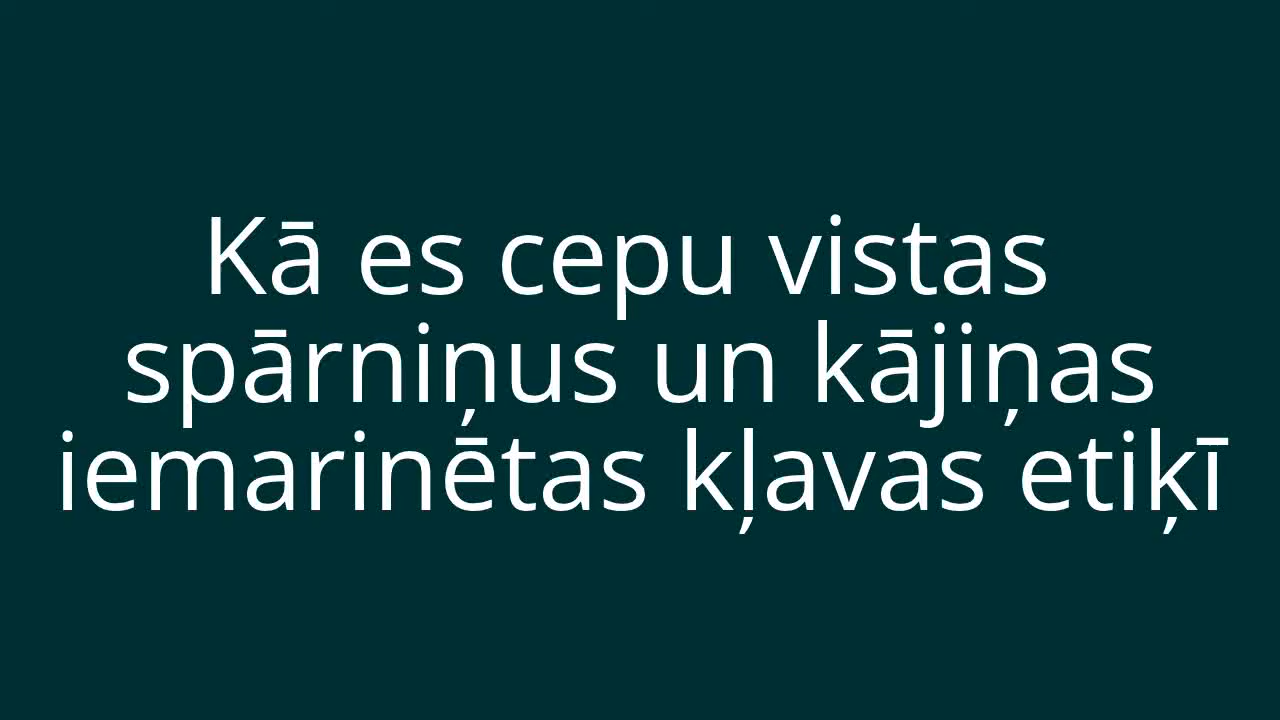 Kā es cepu vistas
spārniņus un kājiņas
iemarinētas kļavas etiķī